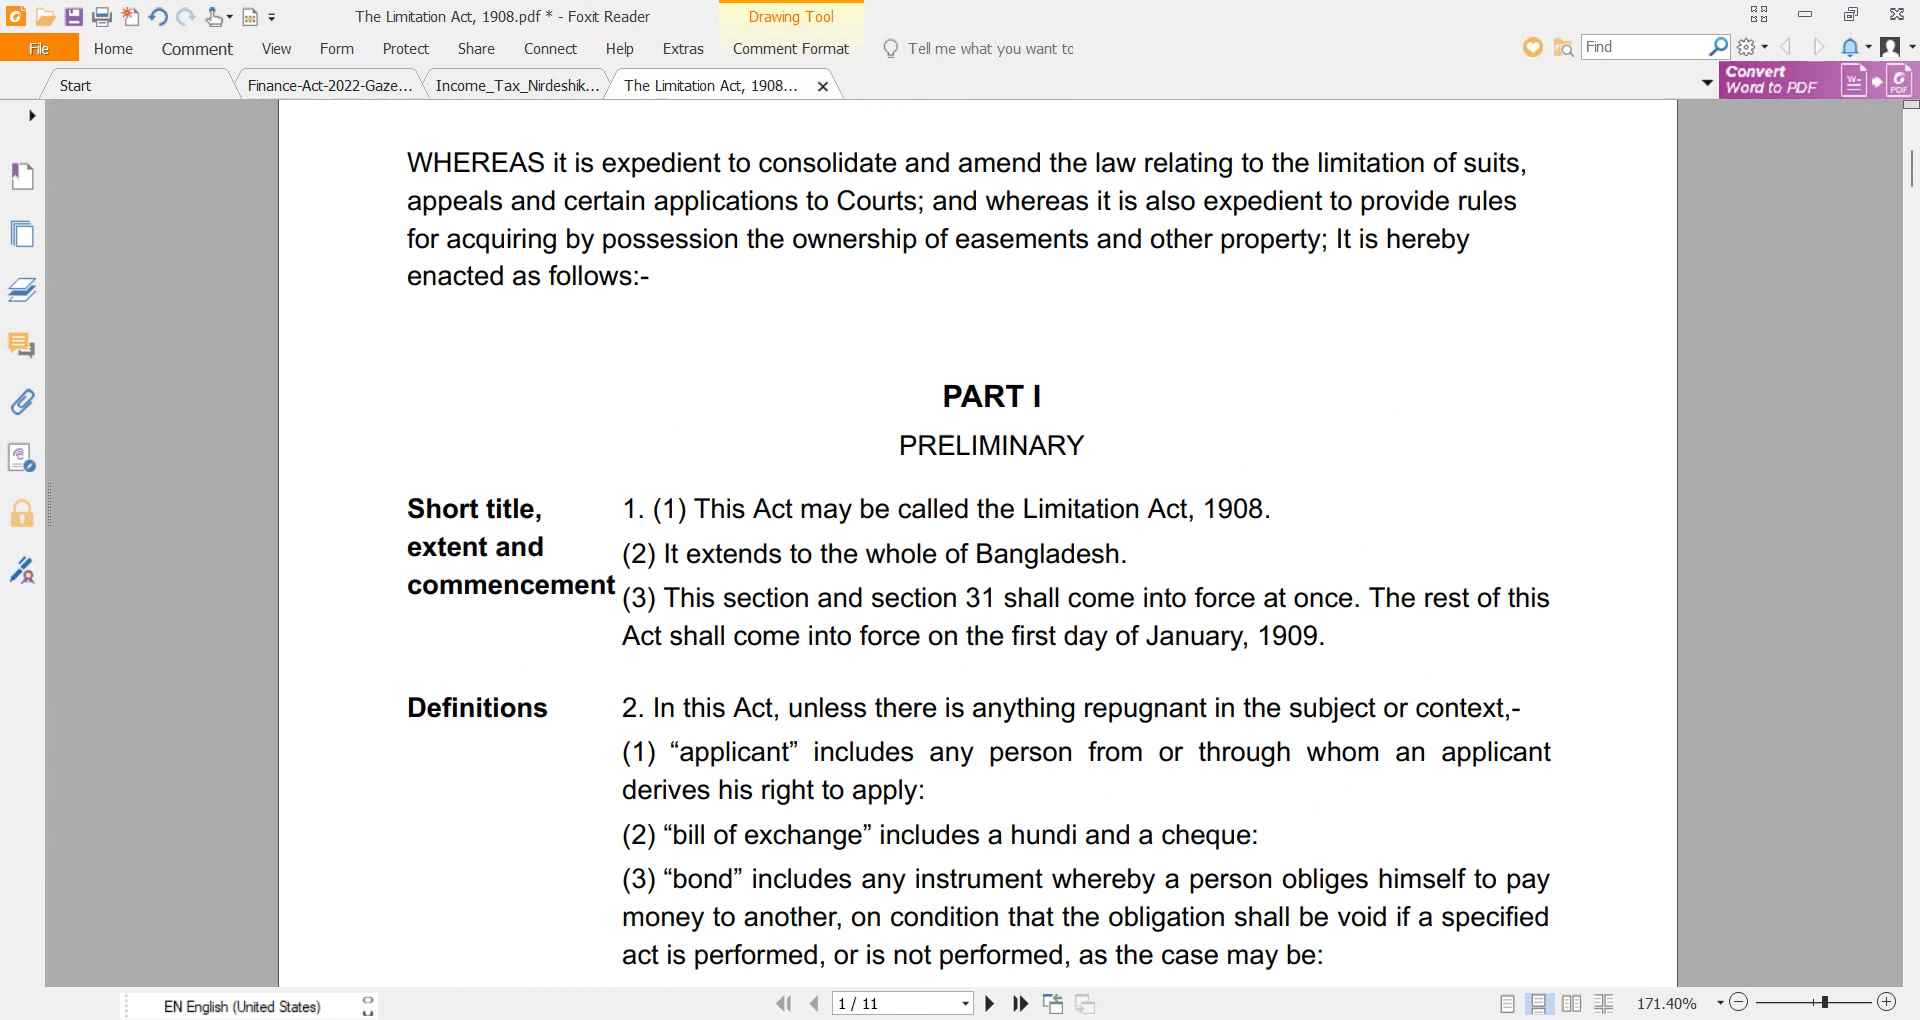 The Limitation Act, 1908.pdf * - Foxit Reader
Drawing Tool
File
Home
Comment
View
Form
Protect
Share
Connect
Help
Extras
Comment Format
Tell me what you want to
Find
Start
Finance-Act-2022-Gaze...
Income_Tax_Nirdeshik...
The Limitation Act, 1908...
Convert
Word to PDF
WHEREAS it is expedient to consolidate and amend the law relating to the limitation of suits,
appeals and certain applications to Courts; and whereas it is also expedient to provide rules
for acquiring by possession the ownership of easements and other property; It is hereby
enacted as follows:-
PART I
PRELIMINARY
Short title,
extent and
commencement
1. (1) This Act may be called the Limitation Act, 1908.
(2) It extends to the whole of Bangladesh.
(3) This section and section 31 shall come into force at once. The rest of this
Act shall come into force on the first day of January, 1909.
Definitions
2. In this Act, unless there is anything repugnant in the subject or context,-
(1) “applicant” includes any person from or through whom an applicant
derives his right to apply:
(2) “bill of exchange” includes a hundi and a cheque:
(3) “bond” includes any instrument whereby a person obliges himself to pay
money to another, on condition that the obligation shall be void if a specified
act is performed, or is not performed, as the case may be:
EN English (United States)
1 / 11
171.40%